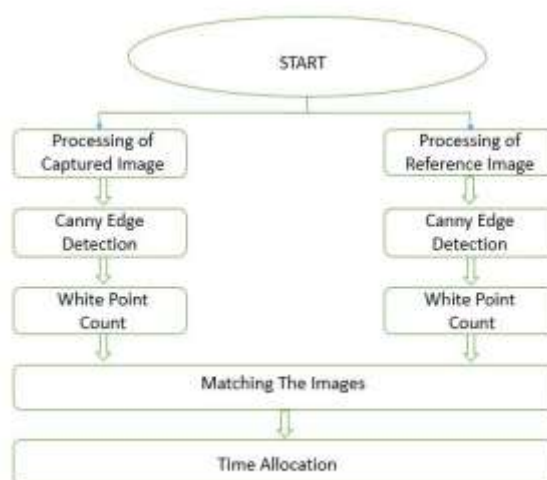 START
Processing of
Captured Image
Processing of
Reference Image
Canny Edge
Detection
Canny Edge
Detection
White Point
Count
White Point
Count
Matching The Images
Time Allocation